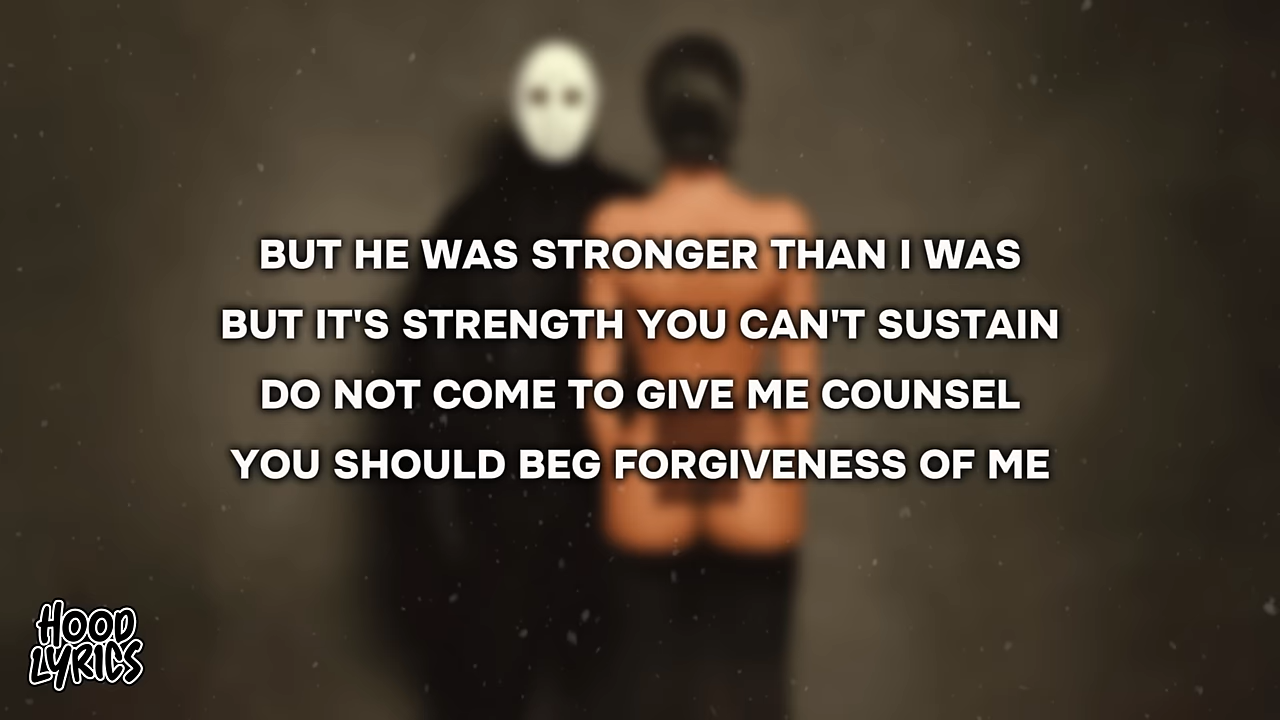 BUT HE WAS STRONGER THAN I WAS
BUT IT'S STRENGTH YOU CAN'T SUSTAIN
DO NOT COME TO GIVE ME COUNSEL
YOU SHOULD BEG FORGIVENESS OF ME
HOOD
LYRICS